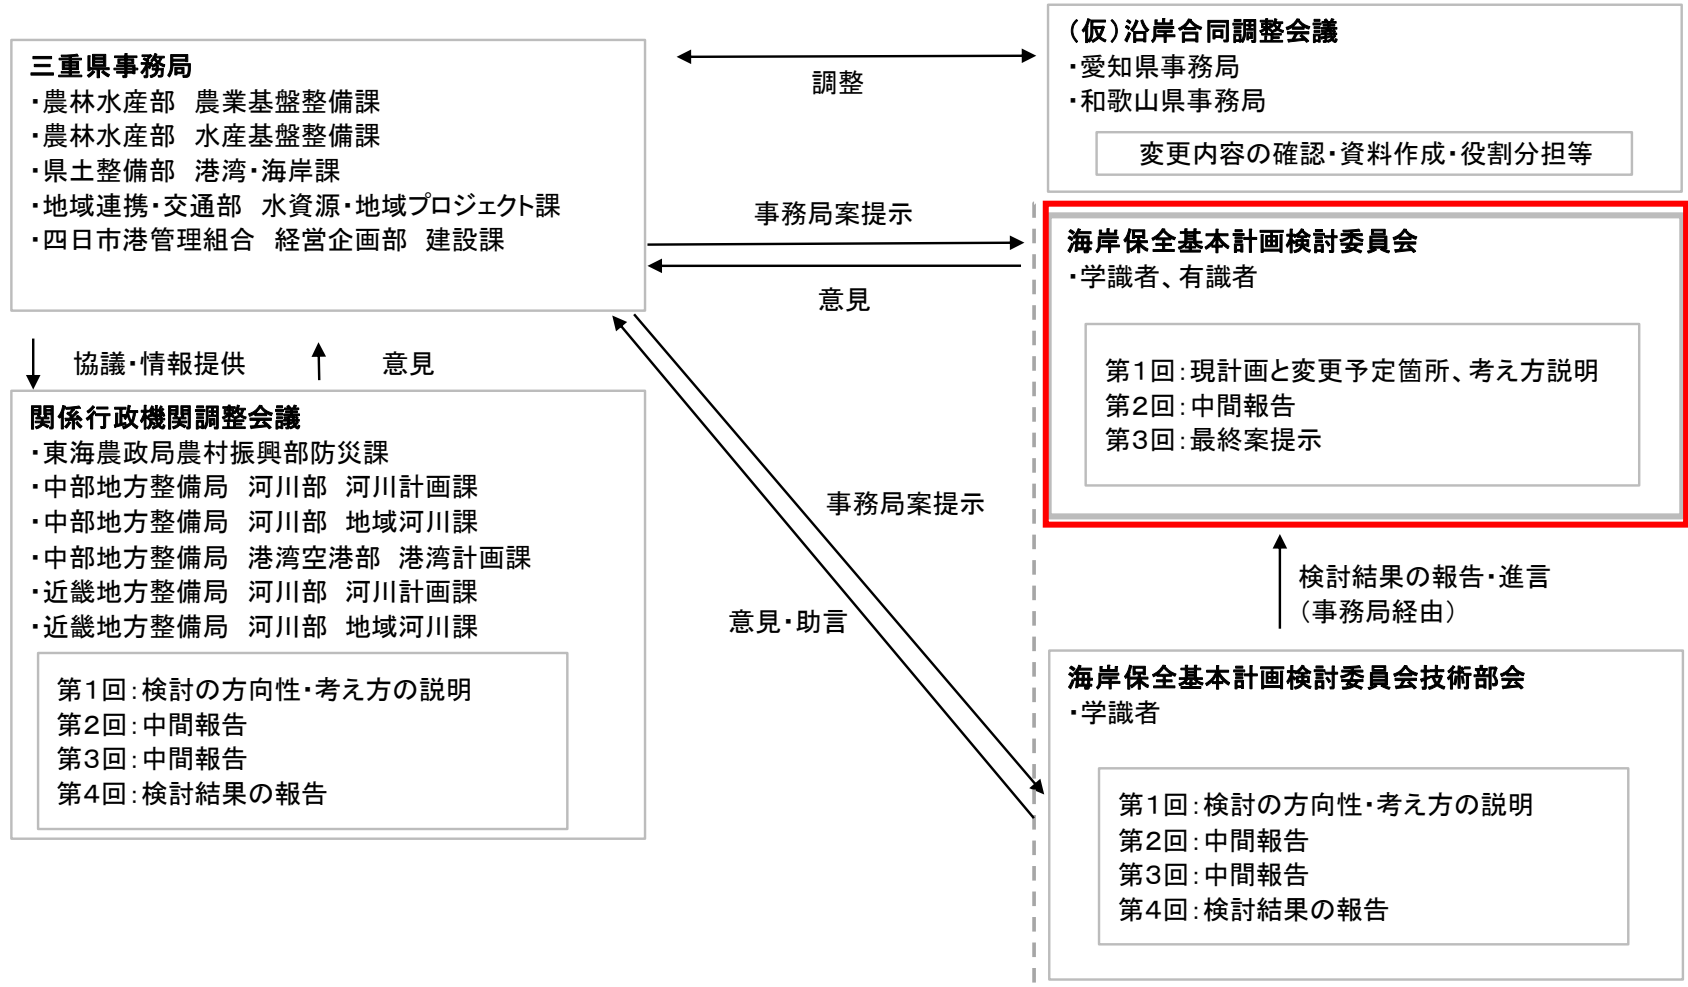 三重県事務局
・農林水産部　農業基盤整備課
・農林水産部　水産基盤整備課
・県土整備部　港湾・海岸課
・地域連携・交通部　水資源・地域プロジェクト課
・四日市港管理組合　経営企画部　建設課
調整
（仮）沿岸合同調整会議
・愛知県事務局
・和歌山県事務局
変更内容の確認・資料作成・役割分担等
事務局案提示
意見
海岸保全基本計画検討委員会
・学識者、有識者
第１回：現計画と変更予定箇所、考え方説明
第２回：中間報告
第３回：最終案提示
協議・情報提供
意見
関係行政機関調整会議
・東海農政局農村振興部防災課
・中部地方整備局　河川部　河川計画課
・中部地方整備局　河川部　地域河川課
・中部地方整備局　港湾空港部　港湾計画課
・近畿地方整備局　河川部　河川計画課
・近畿地方整備局　河川部　地域河川課
第１回：検討の方向性・考え方の説明
第２回：中間報告
第３回：中間報告
第４回：検討結果の報告
事務局案提示
意見・助言
検討結果の報告・進言
（事務局経由）
海岸保全基本計画検討委員会技術部会
・学識者
第１回：検討の方向性・考え方の説明
第２回：中間報告
第３回：中間報告
第４回：検討結果の報告